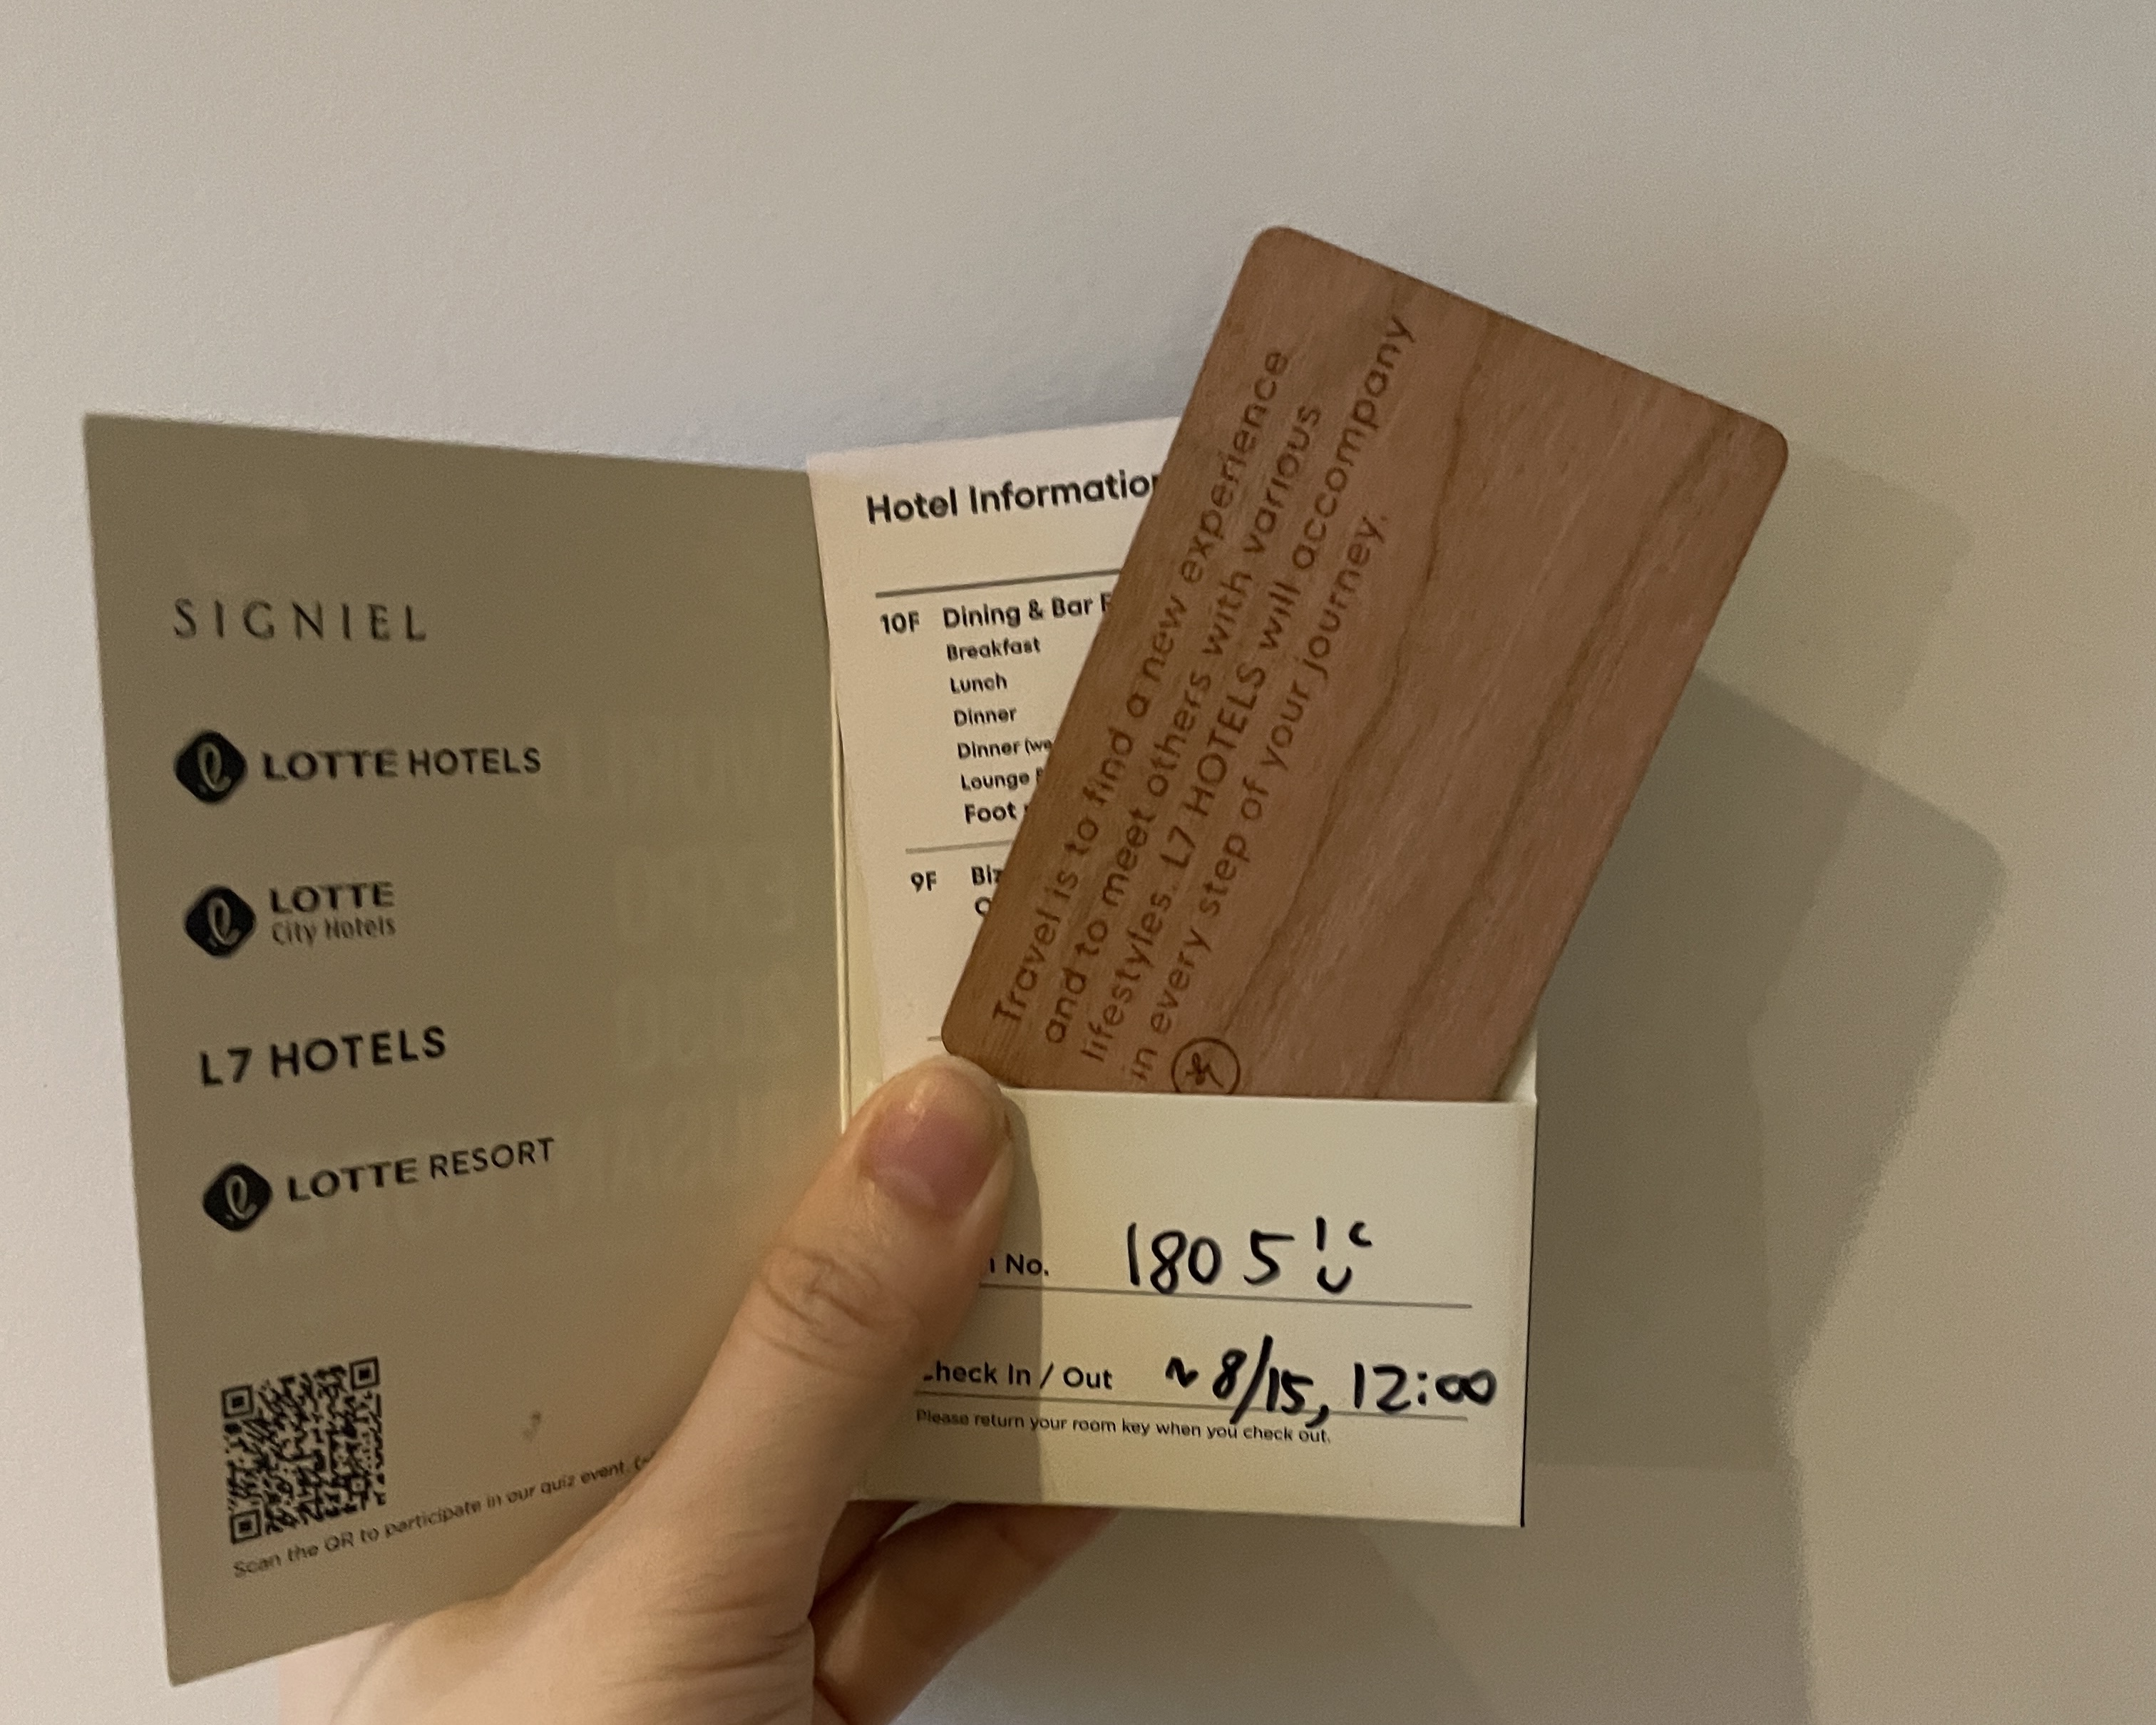 SIGNIEL
LOTTE HOTELS
LOTTE
City Hotels
L7 HOTELS
LOTTE RESORT
Scan the QR to participate in our quiz event.
Hotel Information
10F Dining & Bar
Breakfast
Lunch
Dinner
Dinner
Lounge
Foot
9F
Travel is to find a new experience
and to meet others with various
lifestyles. L7 HOTELS will accompany
in every step of your journey.
No. 1805
Check In / Out ~8/15, 12:00
Please return your room key when you check out.